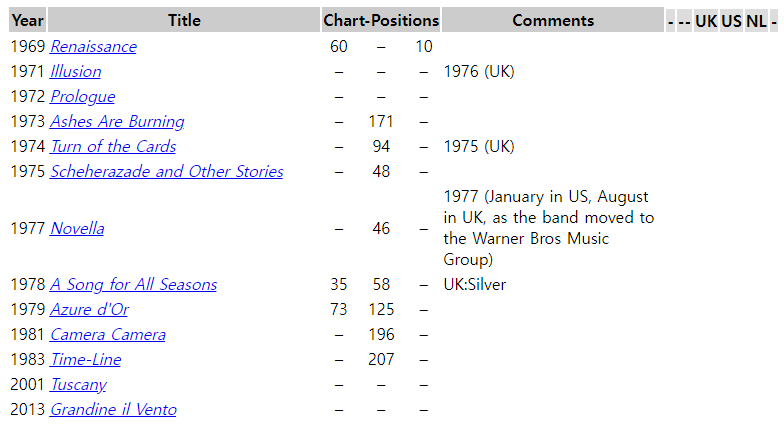 Year Title Chart-Positions Comments - -- UK US NL -
1969 Renaissance 60 – 10
1971 Illusion – – – 1976 (UK)
1972 Prologue – – –
1973 Ashes Are Burning – 171 –
1974 Turn of the Cards – 94 – 1975 (UK)
1975 Scheherazade and Other Stories – 48 –
1977 Novella – 46 – 1977 (January in US, August
in UK, as the band moved to
the Warner Bros Music
Group)
1978 A Song for All Seasons 35 58 – UK:Silver
1979 Azure d'Or 73 125 –
1981 Camera Camera – 196 –
1983 Time-Line – 207 –
2001 Tuscany – – –
2013 Grandine il Vento – – –